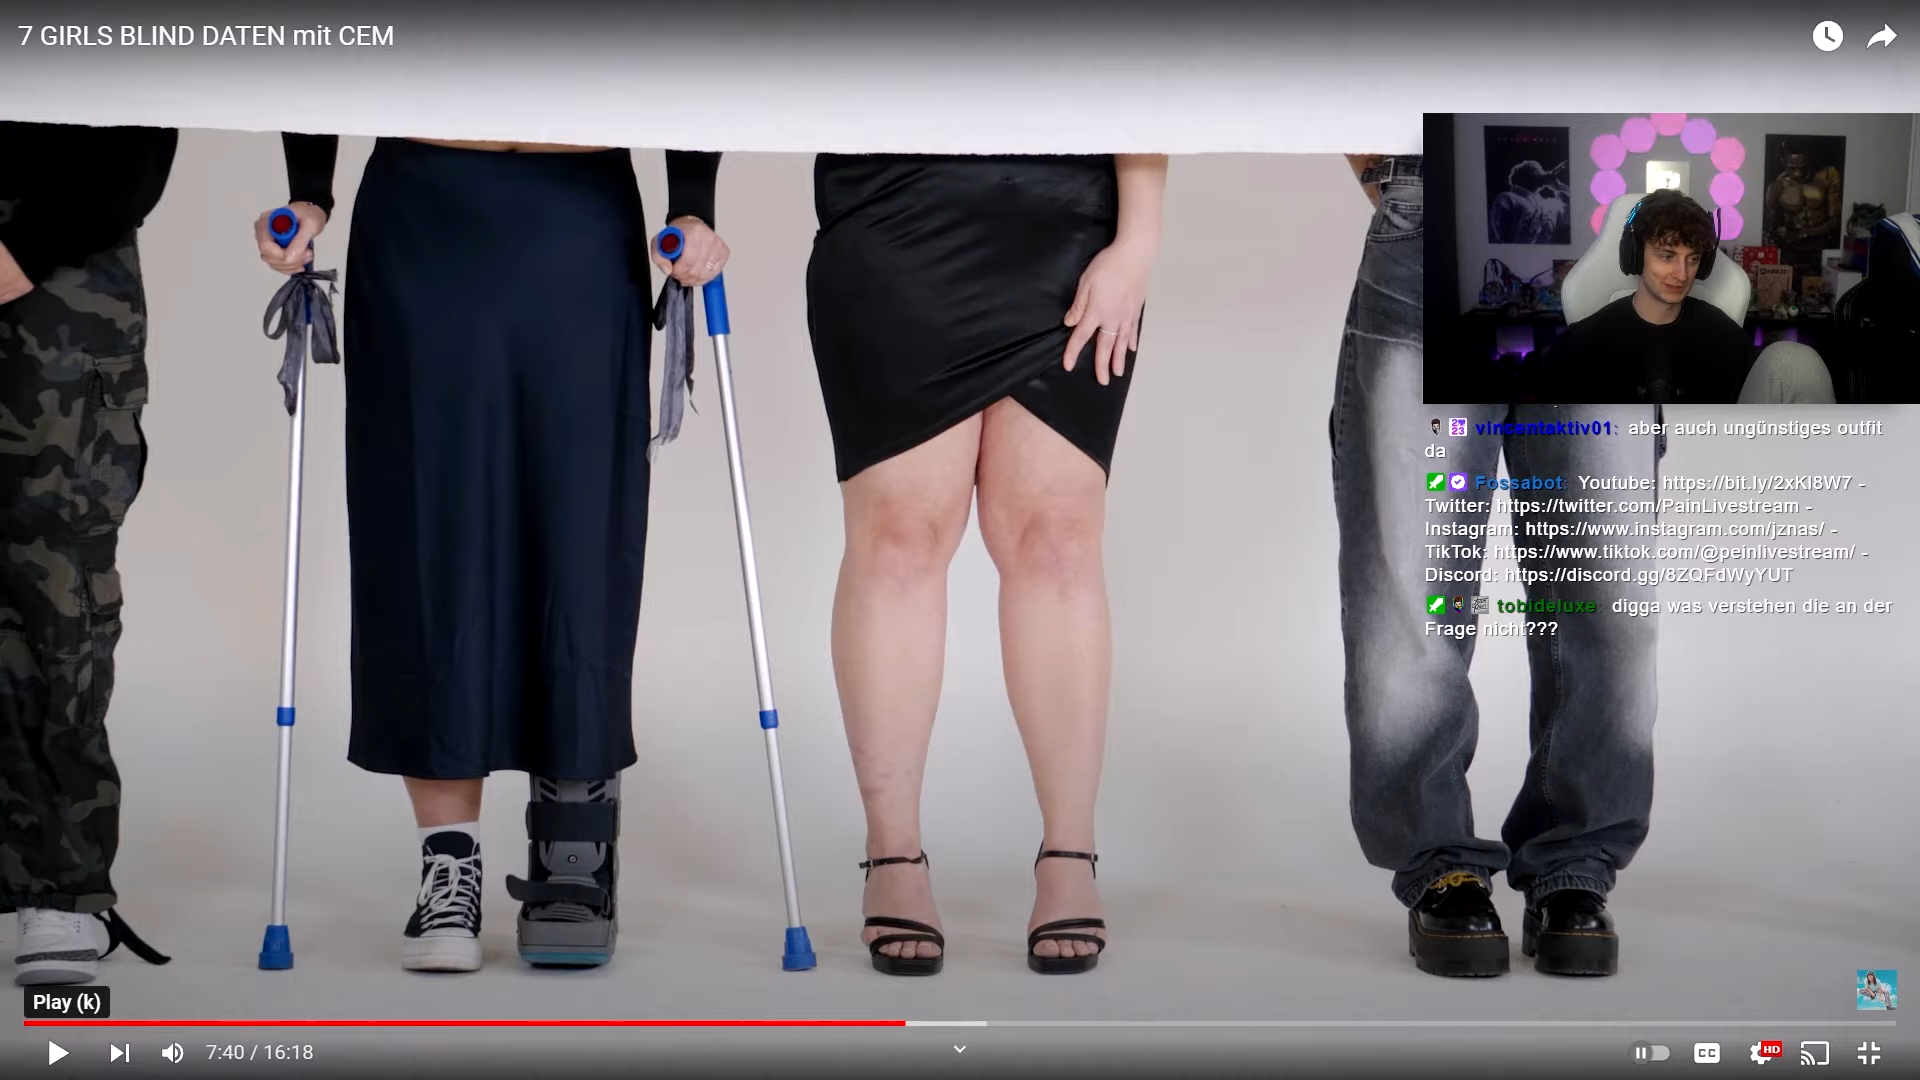 7 GIRLS BLIND DATEN mit CEM
vincentaktiv01: aber auch ungünstiges outfit
da
Fossabot: Youtube: https://bit.ly/2xKI8W7 -
Twitter: https://twitter.com/PainLivestream -
Instagram: https://www.instagram.com/jznas/ -
TikTok: https://www.tiktok.com/@peinlivestream/ -
Discord: https://discord.gg/8ZQFdWyYUT
tobideluxe: digga was verstehen die an der
Frage nicht???
Play (k)
7:40 / 16:18
CC
HD